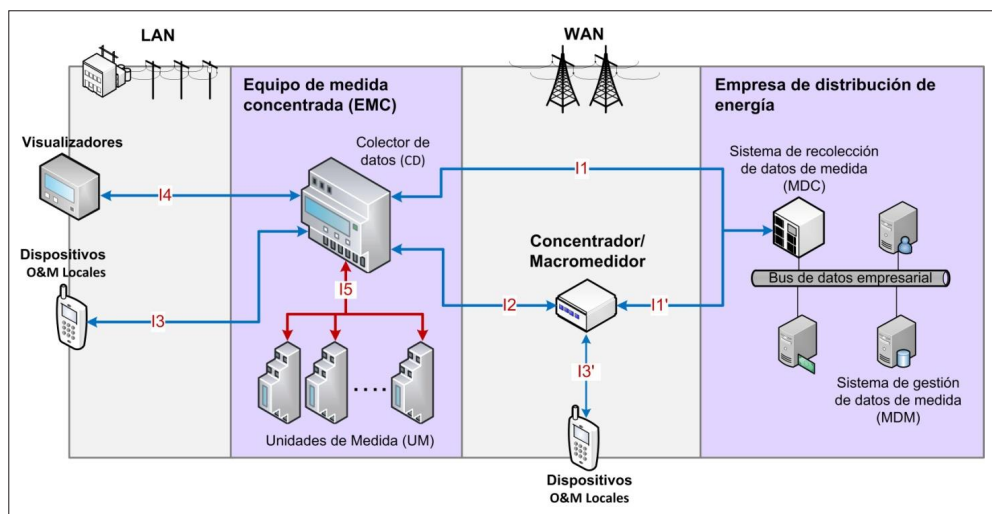 LAN
WAN
Equipo de medida
concentrada (EMC)
Empresa de distribución de
energía
Visualizadores
Colector de
datos (CD)
I1
Sistema de recolección
de datos de medida
(MDC)
I4
Dispositivos
O&M Locales
Concentrador/
Macromedidor
Bus de datos empresarial
I5
I2
I1'
I3
I3'
Sistema de gestión
de datos de medida
(MDM)
Unidades de Medida (UM)
Dispositivos
O&M Locales